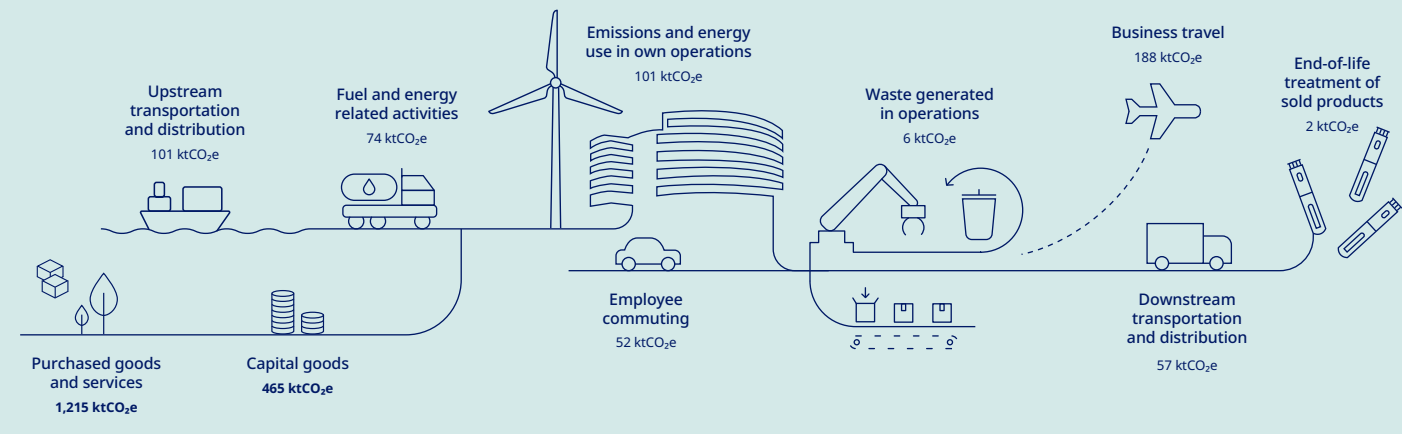 Upstream
transportation
and distribution
101 ktCO₂e
Fuel and energy
related activities
74 ktCO₂e
Emissions and energy
use in own operations
101 ktCO₂e
Waste generated
in operations
6 ktCO₂e
Business travel
188 ktCO₂e
End-of-life
treatment of
sold products
2 ktCO₂e
Purchased goods
and services
1,215 ktCO₂e
Capital goods
465 ktCO₂e
Employee
commuting
52 ktCO₂e
Downstream
transportation
and distribution
57 ktCO₂e